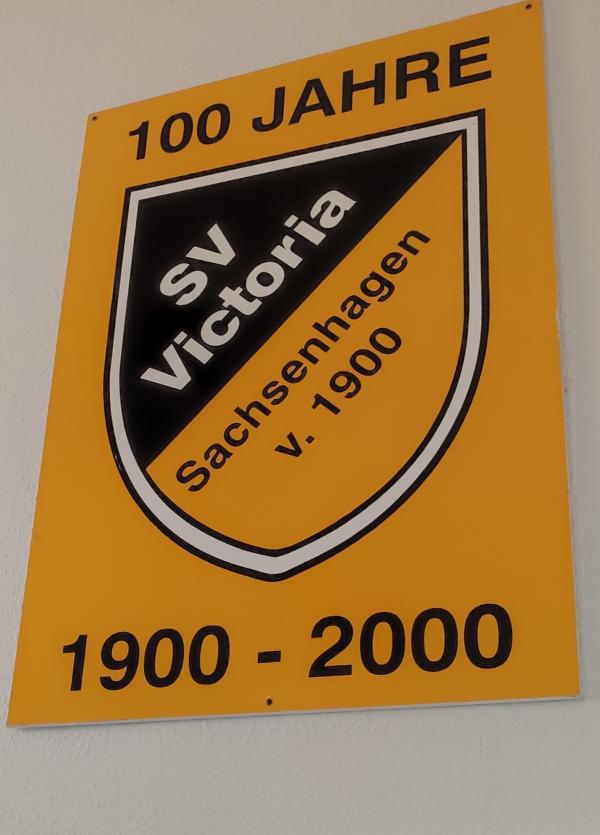 100 JAHRE
SV
Victoria
Sachsenhagen
v. 1900
1900 - 2000